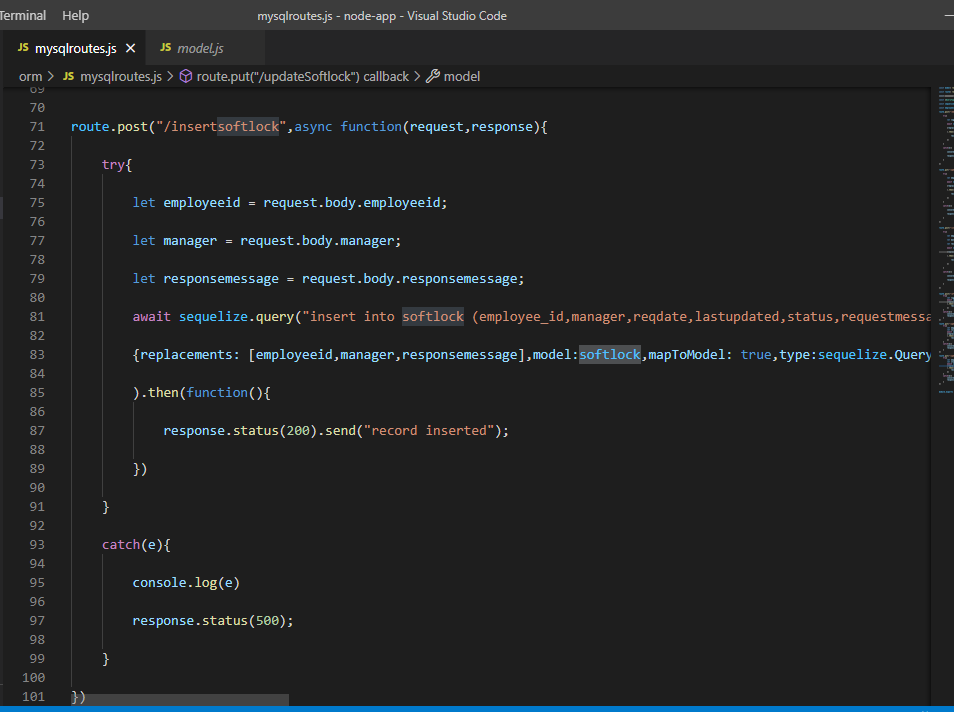 Terminal Help mysqlroutes.js - node-app - Visual Studio Code
JS mysqlroutes.js × JS model.js
orm > JS mysqlroutes.js > route.put("/updateSoftlock") callback > model
69
70
71 route.post("/insertsoftlock",async function(request,response){
72
73 try{
74
75 let employeeid = request.body.employeeid;
76
77 let manager = request.body.manager;
78
79 let responsemessage = request.body.responsemessage;
80
81 await sequelize.query("insert into softlock (employee_id,manager,reqdate,lastupdated,status,requestmessa
82
83 {replacements: [employeeid,manager,responsemessage],model:softlock,mapToModel: true,type:sequelize.Query
84
85 ).then(function(){
86
87 response.status(200).send("record inserted");
88
89 })
90
91 }
92
93 catch(e){
94
95 console.log(e)
96
97 response.status(500);
98
99 }
100
101 })